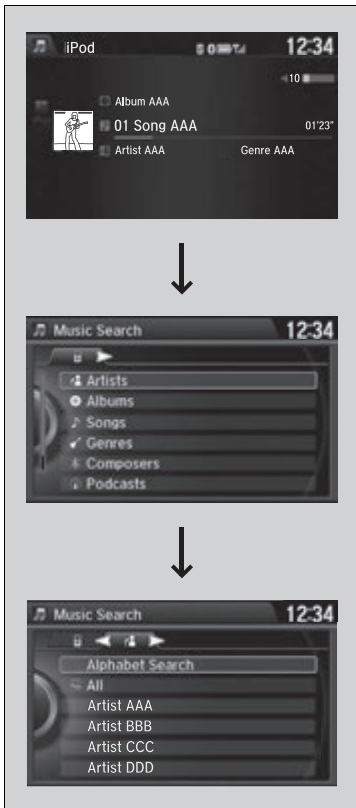 iPod 12:34
10
Album AAA
01 Song AAA 01'23"
Artist AAA Genre AAA
Music Search 12:34
Artists
Albums
Songs
Genres
Composers
Podcasts
Music Search 12:34
Alphabet Search
All
Artist AAA
Artist BBB
Artist CCC
Artist DDD